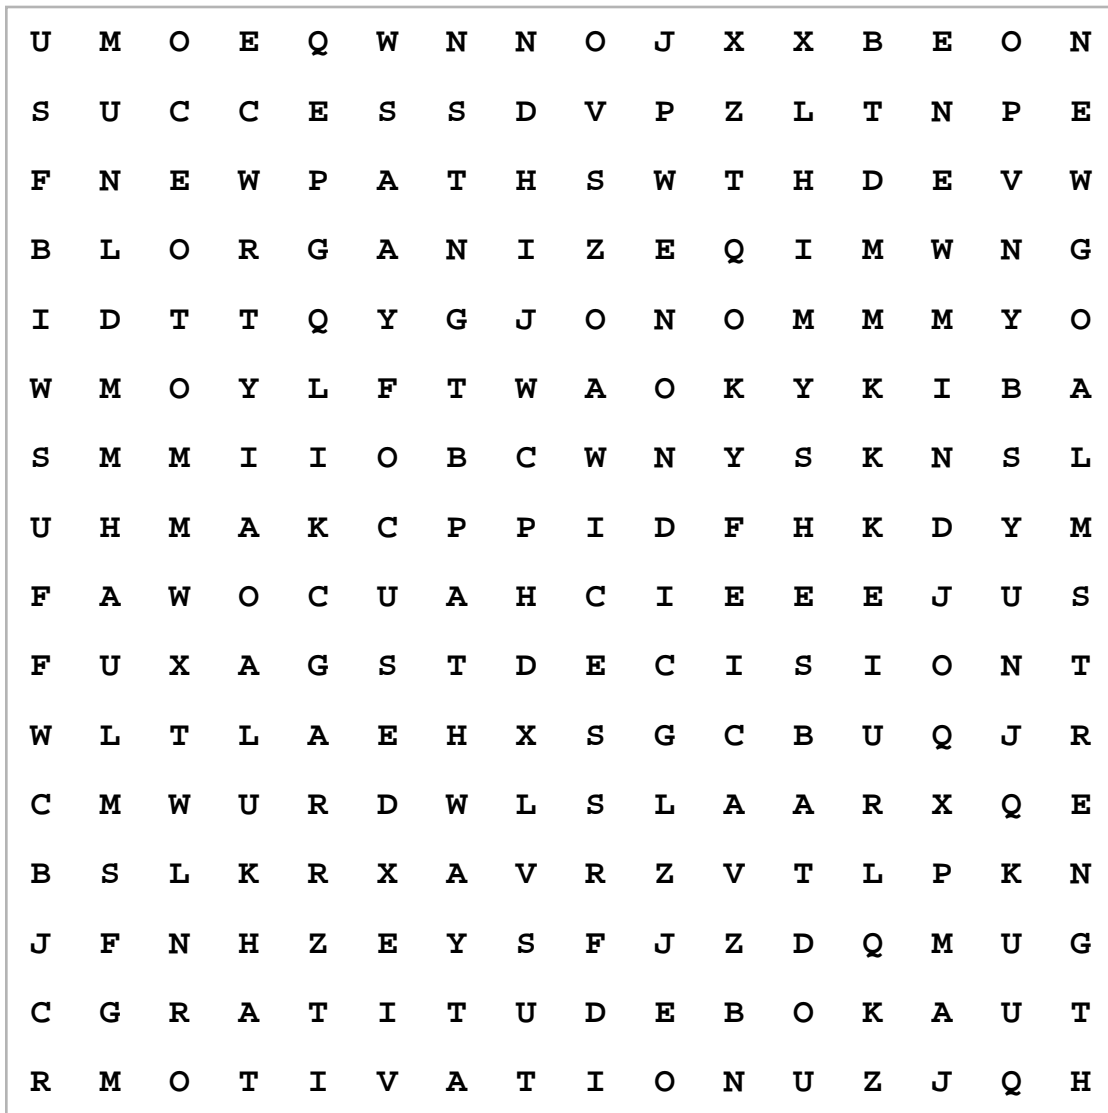 U M O E Q W N N O J X X B E O N
S U C C E S S D V P Z L T N P E
F N E W P A T H S W T H D E V W
B L O R G A N I Z E Q I M W N G
I D T T Q Y G J O N O M M M Y O
W M O Y L F T W A O K Y K I B A
S M M I I O B C W N Y S K N S L
U H M A K C P P I D F H K D Y M
F A W O C U A H C I E E E J U S
F U X A G S T D E C I S I O N T
W L T L A E H X S G C B U Q J R
C M W U R D W L S L A A R X Q E
B S L K R X A V R Z V T L P K N
J F N H Z E Y S F J Z D Q M U G
C G R A T I T U D E B O K A U T
R M O T I V A T I O N U Z J Q H